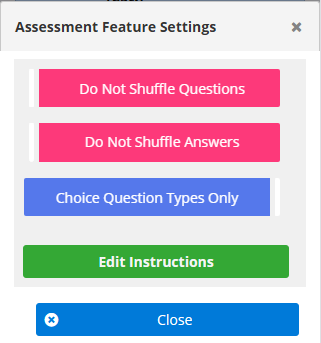 Assessment Feature Settings
Do Not Shuffle Questions
Do Not Shuffle Answers
Choice Question Types Only
Edit Instructions
Close